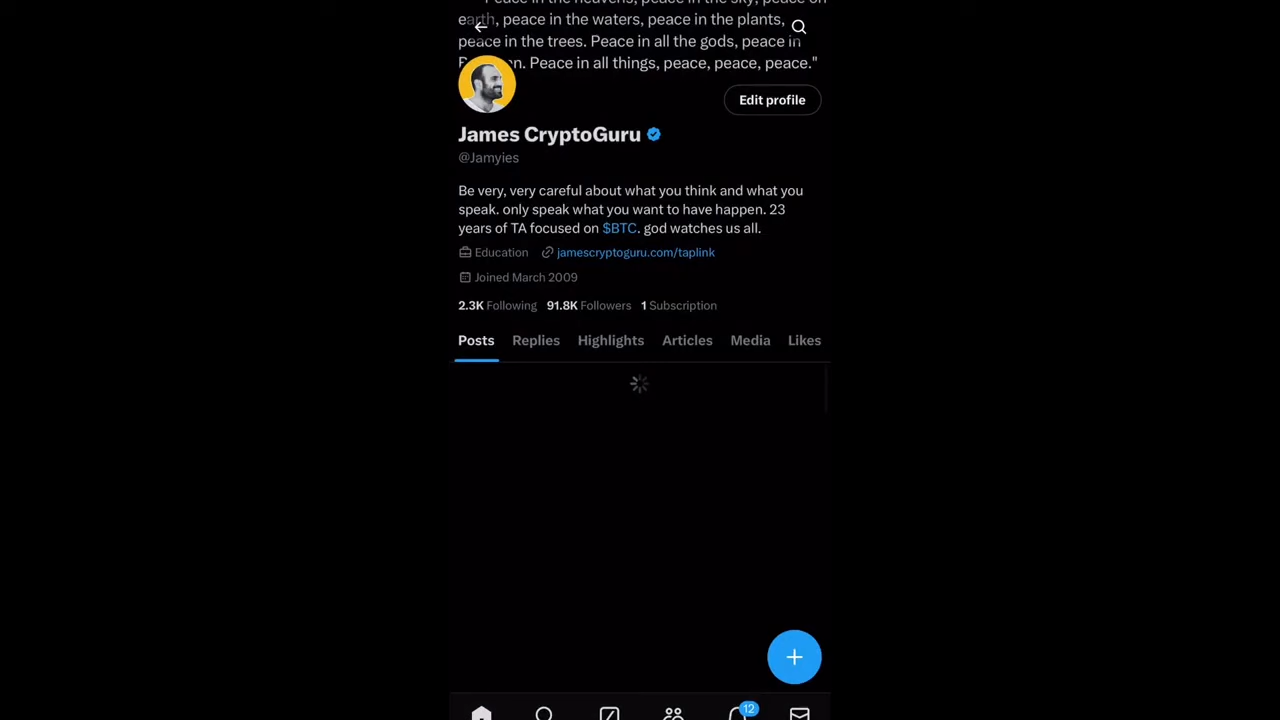 "Peace in the heavens, peace in the sky, peace on
earth, peace in the waters, peace in the plants,
peace in the trees. Peace in all the gods, peace in
n. Peace in all things, peace, peace, peace."
Edit profile
James CryptoGuru
@Jamyies
Be very, very careful about what you think and what you
speak. only speak what you want to have happen. 23
years of TA focused on $BTC. god watches us all.
Education jamescryptoguru.com/taplink
Joined March 2009
2.3K Following 91.8K Followers 1 Subscription
Posts Replies Highlights Articles Media Likes
12